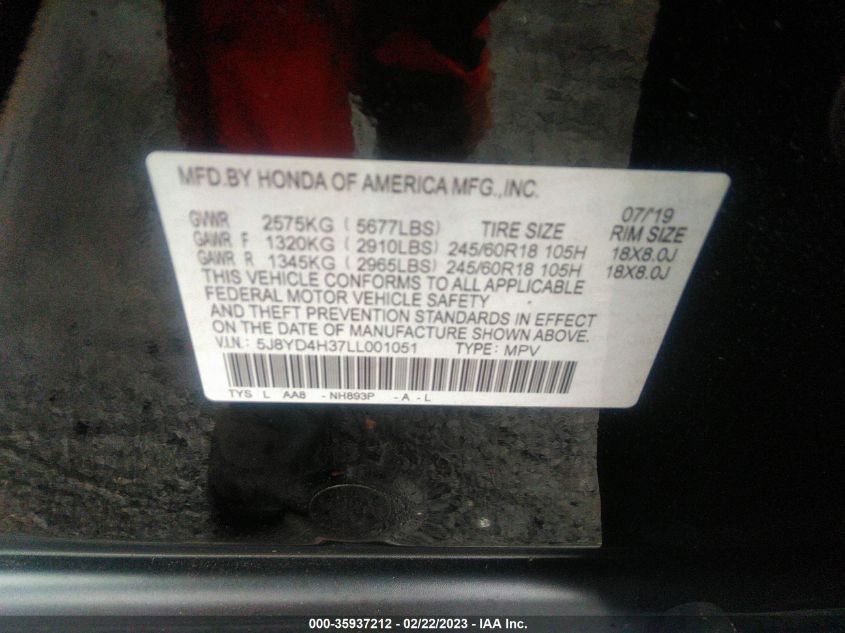 MFD.BY HONDA OF AMERICA MFG.,INC.
07/'19
GVWR 2575KG ( 5677LBS) TIRE SIZE RIM SIZE
GAWR F 1320KG ( 2910LBS) 245/60R18 105H 18X8.0J
GAWR R 1345KG ( 2965LBS) 245/60R18 105H 18X8.0J
THIS VEHICLE CONFORMS TO ALL APPLICABLE
FEDERAL MOTOR VEHICLE SAFETY
AND THEFT PREVENTION STANDARDS IN EFFECT
ON THE DATE OF MANUFACTURE SHOWN ABOVE.
V.I.N.: 5J8YD4H37LL001051 TYPE: MPV
TYS L AA8 - NH893P - A - L
000-35937212 - 02/22/2023 - IAA Inc.